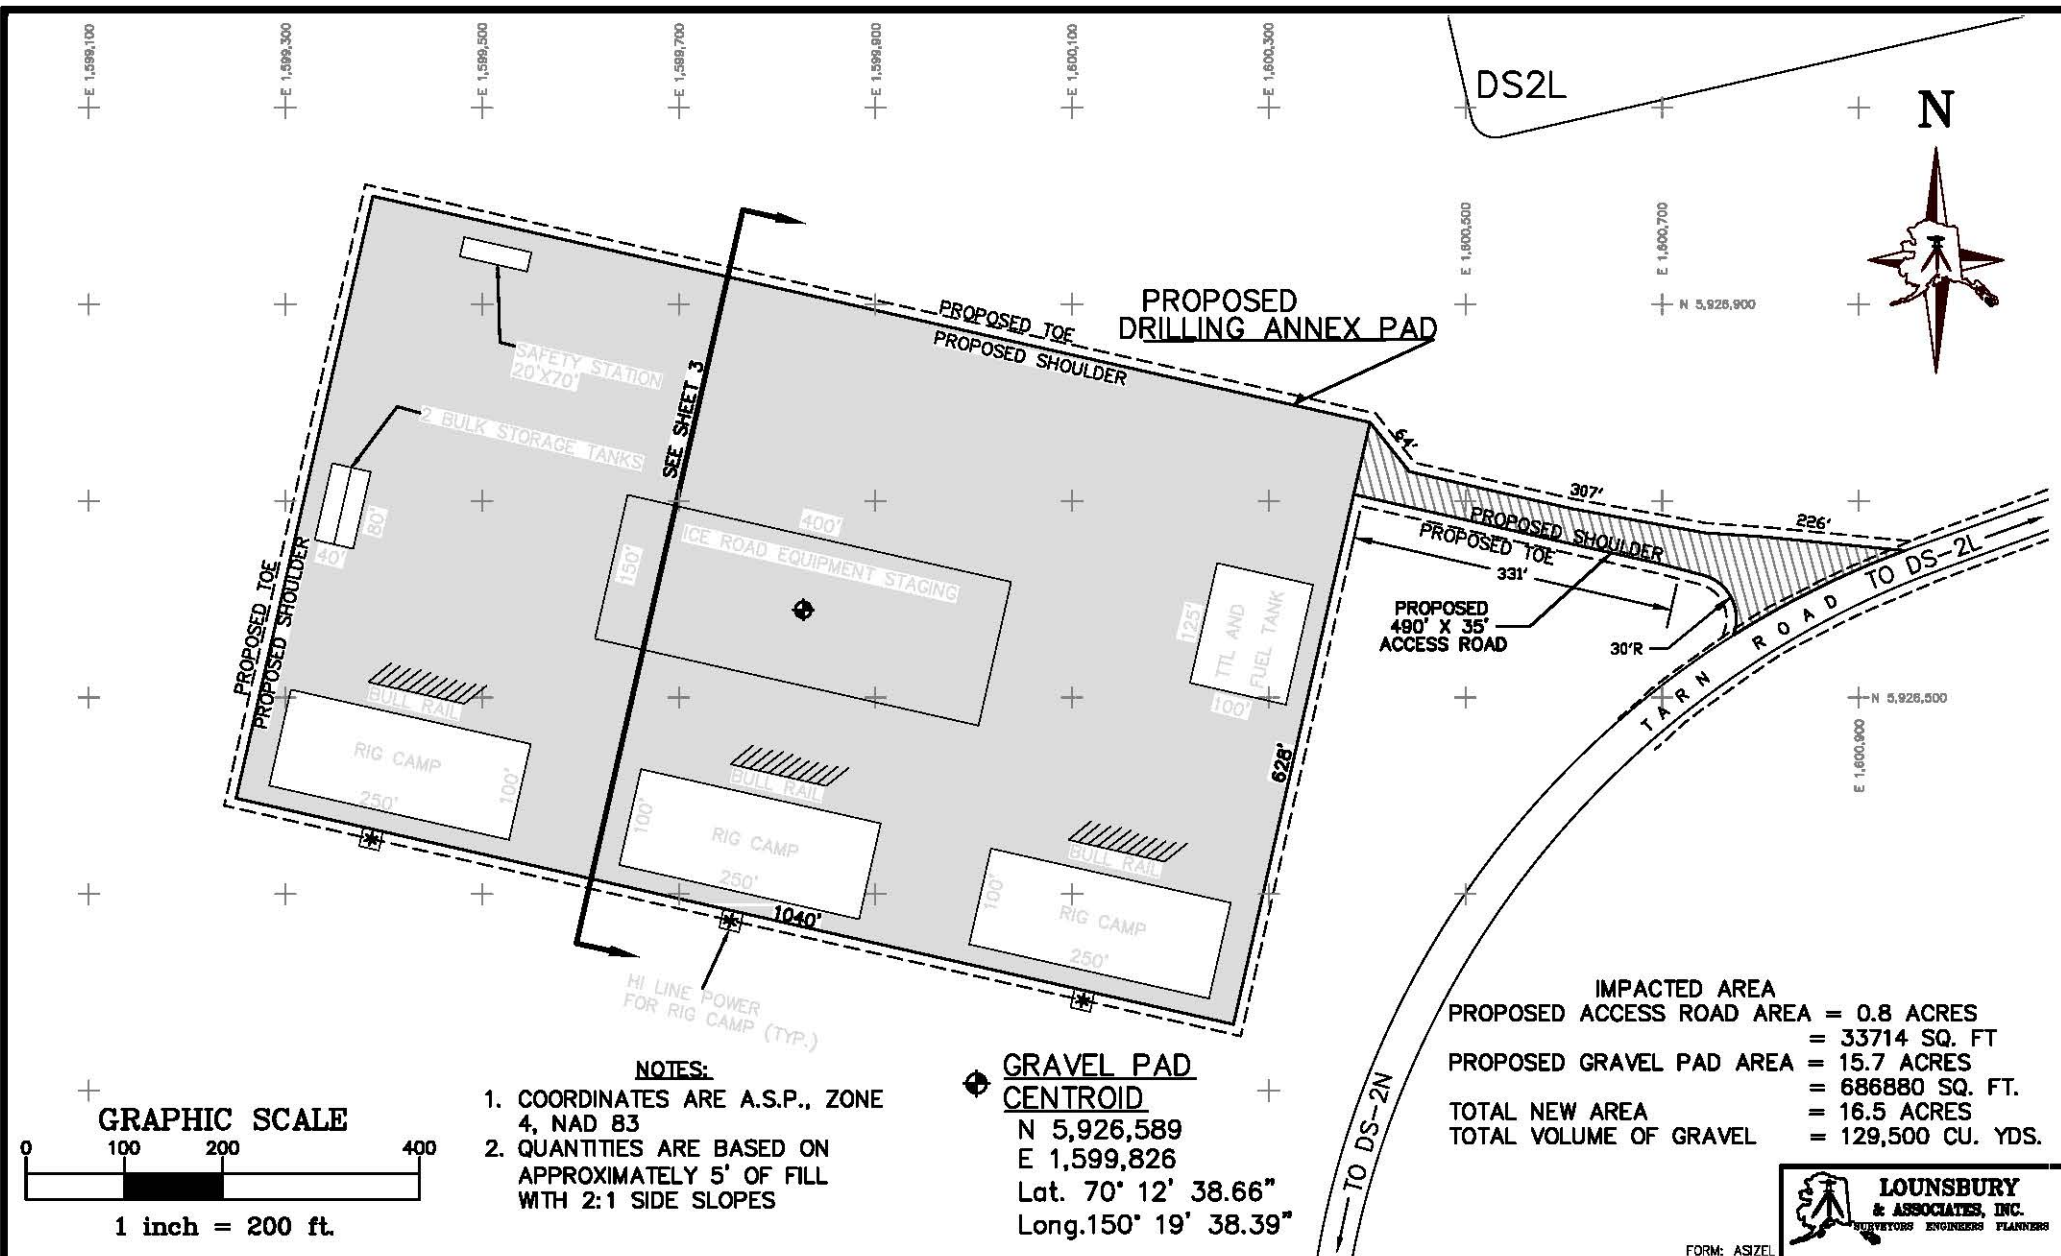 E 1,599,100
E 1,599,300
E 1,599,500
E 1,599,700
E 1,599,900
E 1,600,100
E 1,600,300
DS2L
N
E 1,600,500
E 1,600,700
N 5,926,900
PROPOSED
DRILLING ANNEX PAD
PROPOSED TOE
PROPOSED SHOULDER
SAFETY STATION
20'X70'
SEE SHEET 3
2 BULK STORAGE TANKS
80'
40'
PROPOSED TOE
PROPOSED SHOULDER
400'
ICE ROAD EQUIPMENT STAGING
150'
64'
307'
226'
PROPOSED SHOULDER
PROPOSED TOE
331'
PROPOSED
490' X 35'
ACCESS ROAD
30'R
TO DS-2L
TARN ROAD
125'
TTL AND
FUEL TANK
100'
628'
N 5,926,500
E 1,600,900
BULL RAIL
RIG CAMP
100'
250'
BULL RAIL
100'
RIG CAMP
250'
BULL RAIL
100'
RIG CAMP
250'
1040'
HI LINE POWER
FOR RIG CAMP (TYP.)
TO DS-2N
IMPACTED AREA
PROPOSED ACCESS ROAD AREA = 0.8 ACRES
= 33714 SQ. FT
PROPOSED GRAVEL PAD AREA = 15.7 ACRES
= 686880 SQ. FT.
TOTAL NEW AREA = 16.5 ACRES
TOTAL VOLUME OF GRAVEL = 129,500 CU. YDS.
GRAPHIC SCALE
0 100 200 400
1 inch = 200 ft.
NOTES:
1. COORDINATES ARE A.S.P., ZONE
4, NAD 83
2. QUANTITIES ARE BASED ON
APPROXIMATELY 5' OF FILL
WITH 2:1 SIDE SLOPES
GRAVEL PAD
CENTROID
N 5,926,589
E 1,599,826
Lat. 70° 12' 38.66"
Long.150° 19' 38.39"
LOUNSBURY
& ASSOCIATES, INC.
SURVEYORS ENGINEERS PLANNERS
FORM: ASIZEL